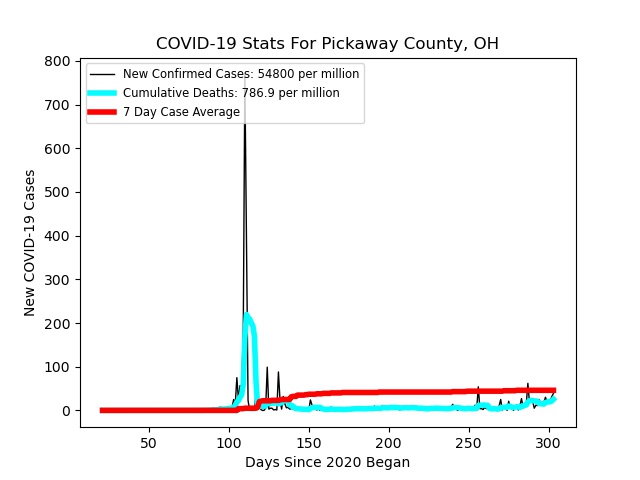 COVID-19 Stats For Pickaway County, OH
New Confirmed Cases: 54800 per million
Cumulative Deaths: 786.9 per million
7 Day Case Average
800
700
600
500
400
300
200
100
0
New COVID-19 Cases
50 100 150 200 250 300
Days Since 2020 Began